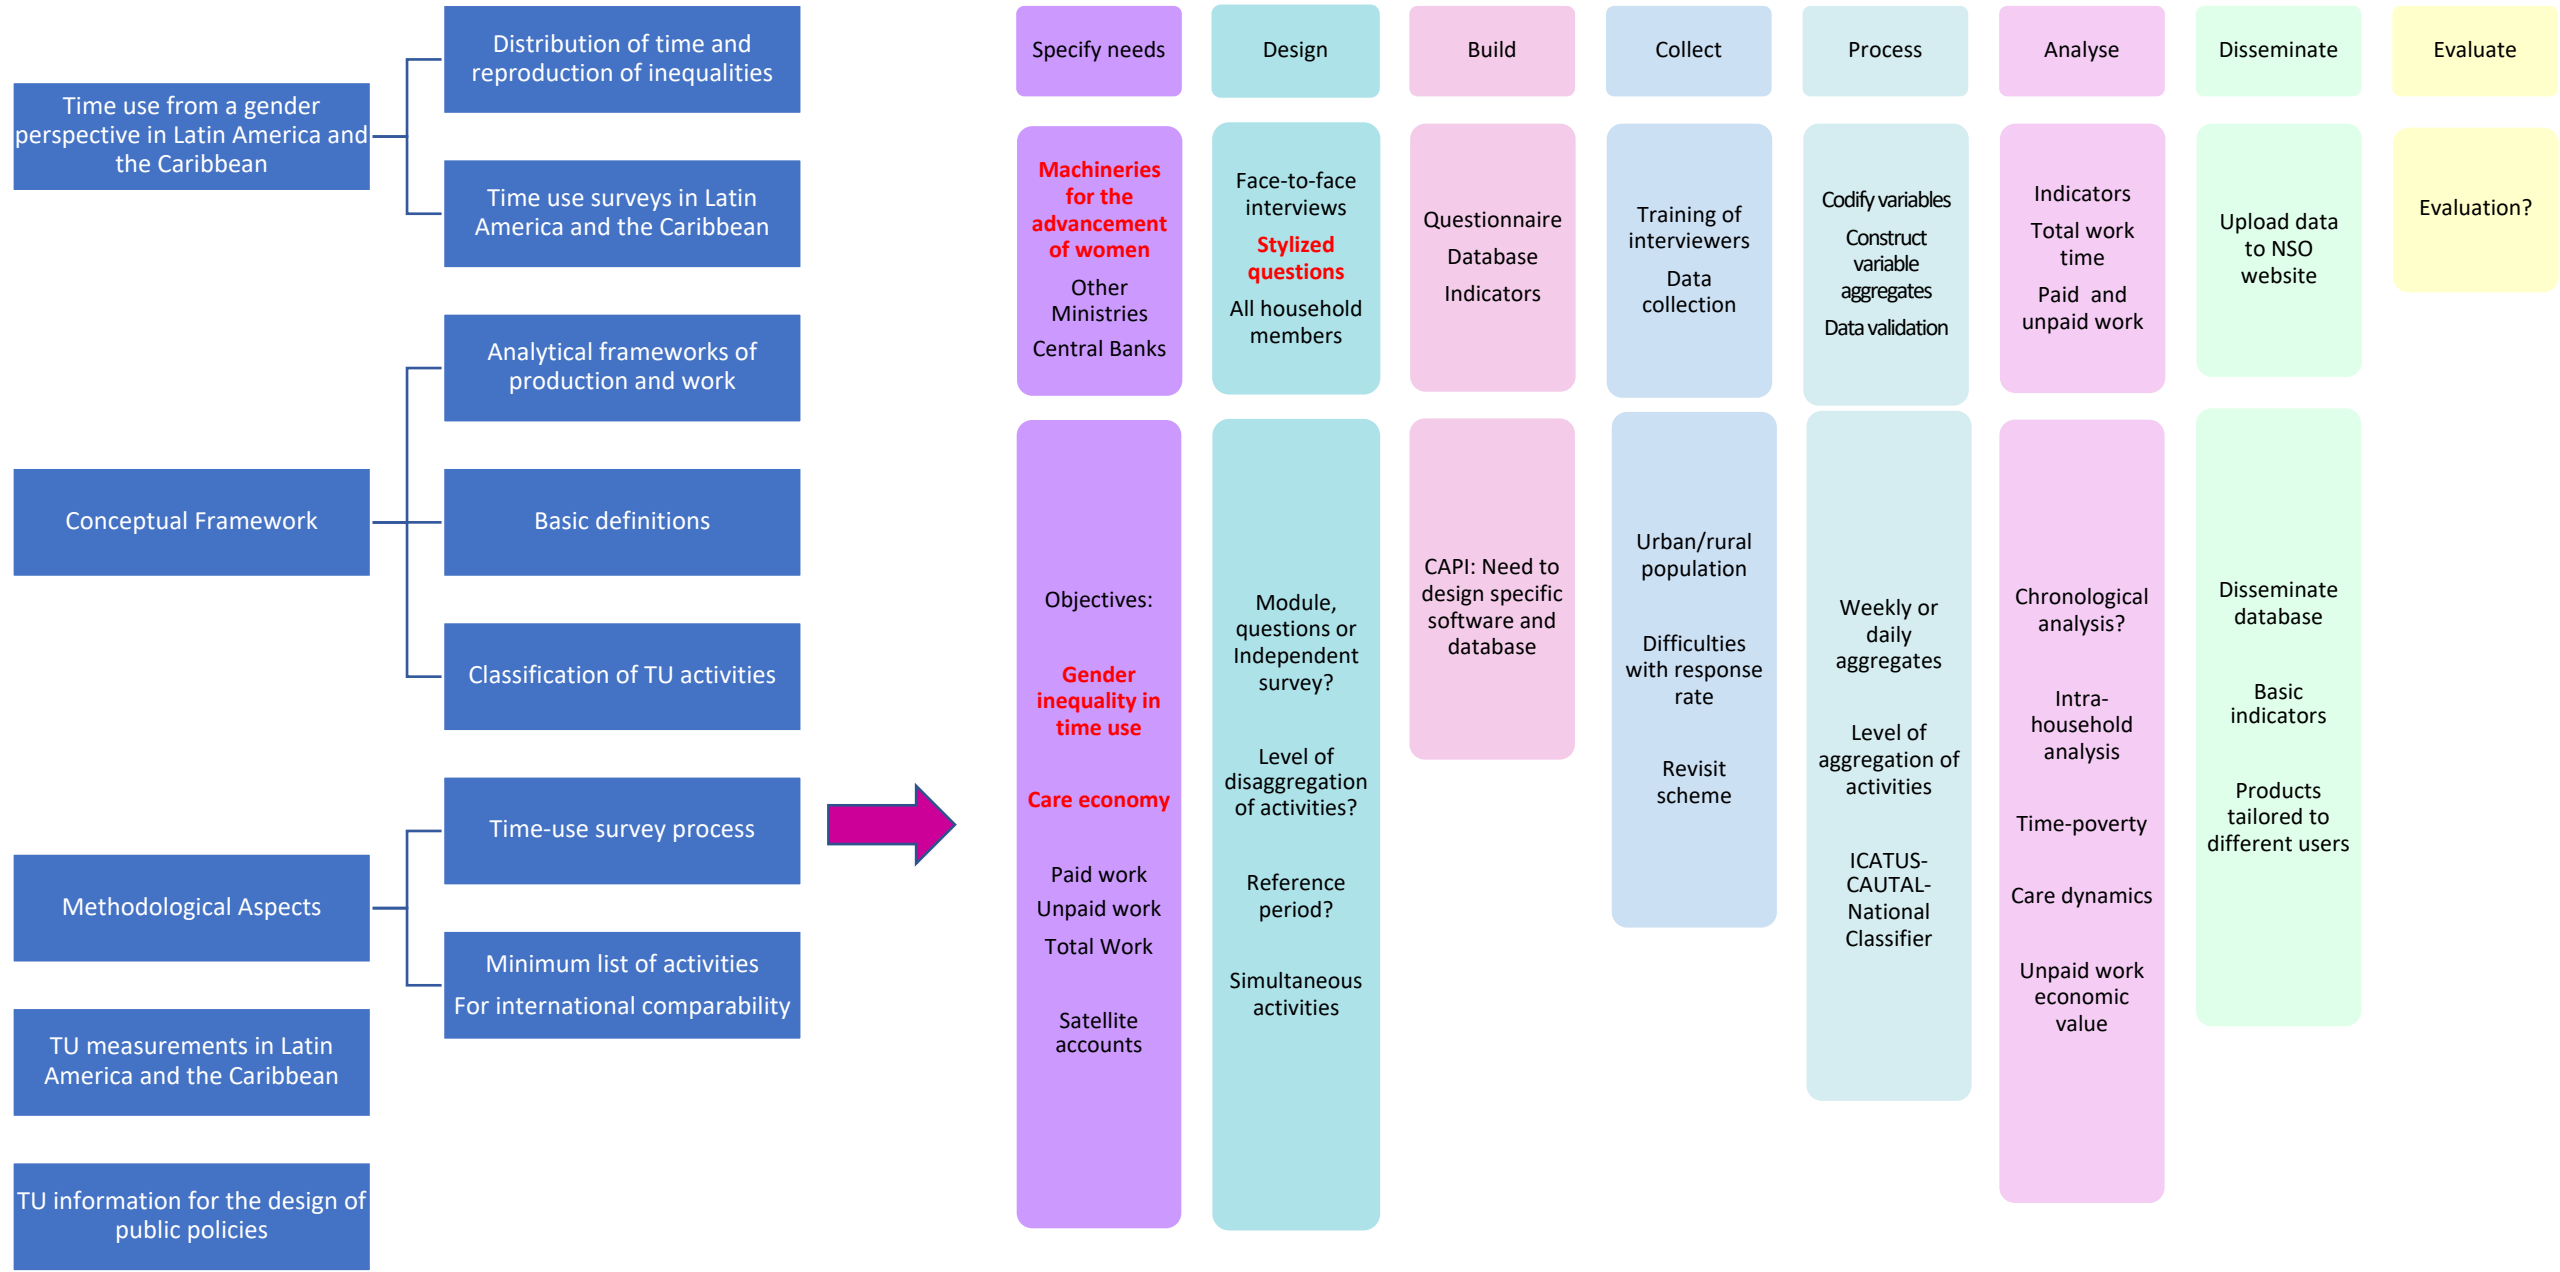 Time use from a gender
perspective in Latin America and
the Caribbean
Distribution of time and
reproduction of inequalities
Time use surveys in Latin
America and the Caribbean
Conceptual Framework
Analytical frameworks of
production and work
Basic definitions
Classification of TU activities
Methodological Aspects
Time-use survey process
Minimum list of activities
For international comparability
TU measurements in Latin
America and the Caribbean
TU information for the design of
public policies
Specify needs
Machineries
for the
advancement
of women
Other
Ministries
Central Banks
Objectives:
Gender
inequality in
time use
Care economy
Paid work
Unpaid work
Total Work
Satellite
accounts
Design
Face-to-face
interviews
Stylized
questions
All household
members
Module,
questions or
Independent
survey?
Level of
disaggregation
of activities?
Reference
period?
Simultaneous
activities
Build
Questionnaire
Database
Indicators
CAPI: Need to
design specific
software and
database
Collect
Training of
interviewers
Data
collection
Urban/rural
population
Difficulties
with response
rate
Revisit
scheme
Process
Codify variables
Construct
variable
aggregates
Data validation
Weekly or
daily
aggregates
Level of
aggregation of
activities
ICATUS-
CAUTAL-
National
Classifier
Analyse
Indicators
Total work
time
Paid and
unpaid work
Chronological
analysis?
Intra-
household
analysis
Time-poverty
Care dynamics
Unpaid work
economic
value
Disseminate
Upload data
to NSO
website
Disseminate
database
Basic
indicators
Products
tailored to
different users
Evaluate
Evaluation?